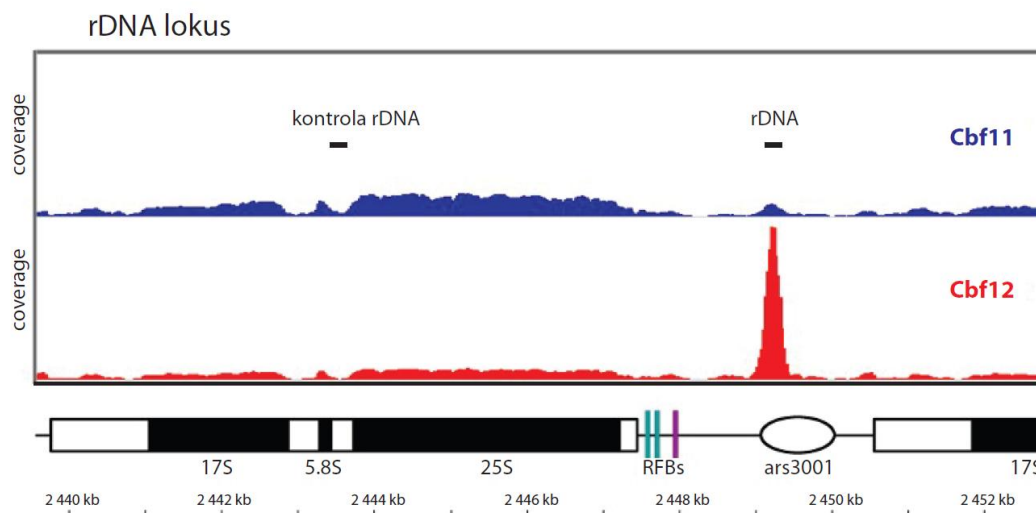 rDNA lokus
coverage
kontrola rDNA
rDNA
Cbf11
coverage
Cbf12
17S
5.8S
25S
RFBs
ars3001
17S
2 440 kb
2 442 kb
2 444 kb
2 446 kb
2 448 kb
2 450 kb
2 452 kb